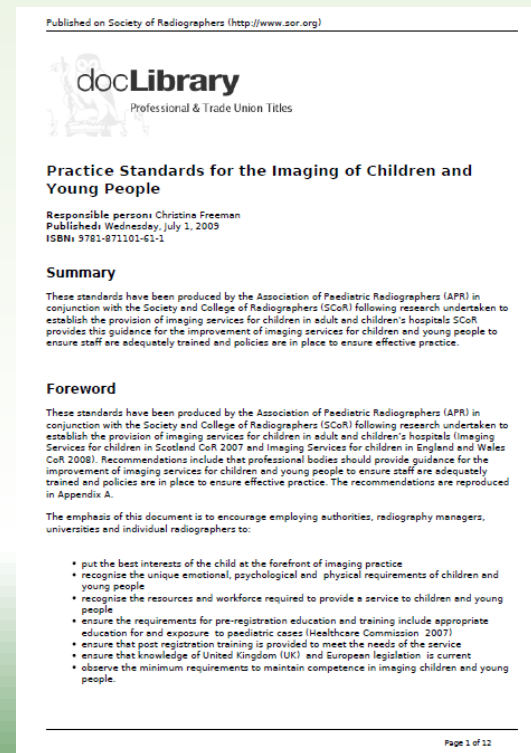 Published on Society of Radiographers (http://www.sor.org)
docLibrary
Professional & Trade Union Titles
Practice Standards for the Imaging of Children and
Young People
Responsible person: Christina Freeman
Published: Wednesday, July 1, 2009
ISBN: 9781-871101-61-1
Summary
These standards have been produced by the Association of Paediatric Radiographers (APR) in
conjunction with the Society and College of Radiographers (SCoR) following research undertaken to
establish the provision of imaging services for children in adult and children's hospitals SCoR
provides this guidance for the improvement of imaging services for children and young people to
ensure staff are adequately trained and policies are in place to ensure effective practice.
Foreword
These standards have been produced by the Association of Paediatric Radiographers (APR) in
conjunction with the Society and College of Radiographers (SCoR) following research undertaken to
establish the provision of imaging services for children in adult and children's hospitals (Imaging
Services for children in Scotland CoR 2007 and Imaging Services for children in England and Wales
CoR 2008). Recommendations include that professional bodies should provide guidance for the
improvement of imaging services for children and young people to ensure staff are adequately
trained and policies are in place to ensure effective practice. The recommendations are reproduced
in Appendix A.
The emphasis of this document is to encourage employing authorities, radiography managers,
universities and individual radiographers to:
• put the best interests of the child at the forefront of imaging practice
• recognise the unique emotional, psychological and physical requirements of children and
young people
• recognise the resources and workforce required to provide a service to children and young
people
• ensure the requirements for pre-registration education and training include appropriate
education for and exposure to paediatric cases (Healthcare Commission 2007)
• ensure that post registration training is provided to meet the needs of the service
• ensure that knowledge of United Kingdom (UK) and European legislation is current
• observe the minimum requirements to maintain competence in imaging children and young
people.
Page 1 of 12